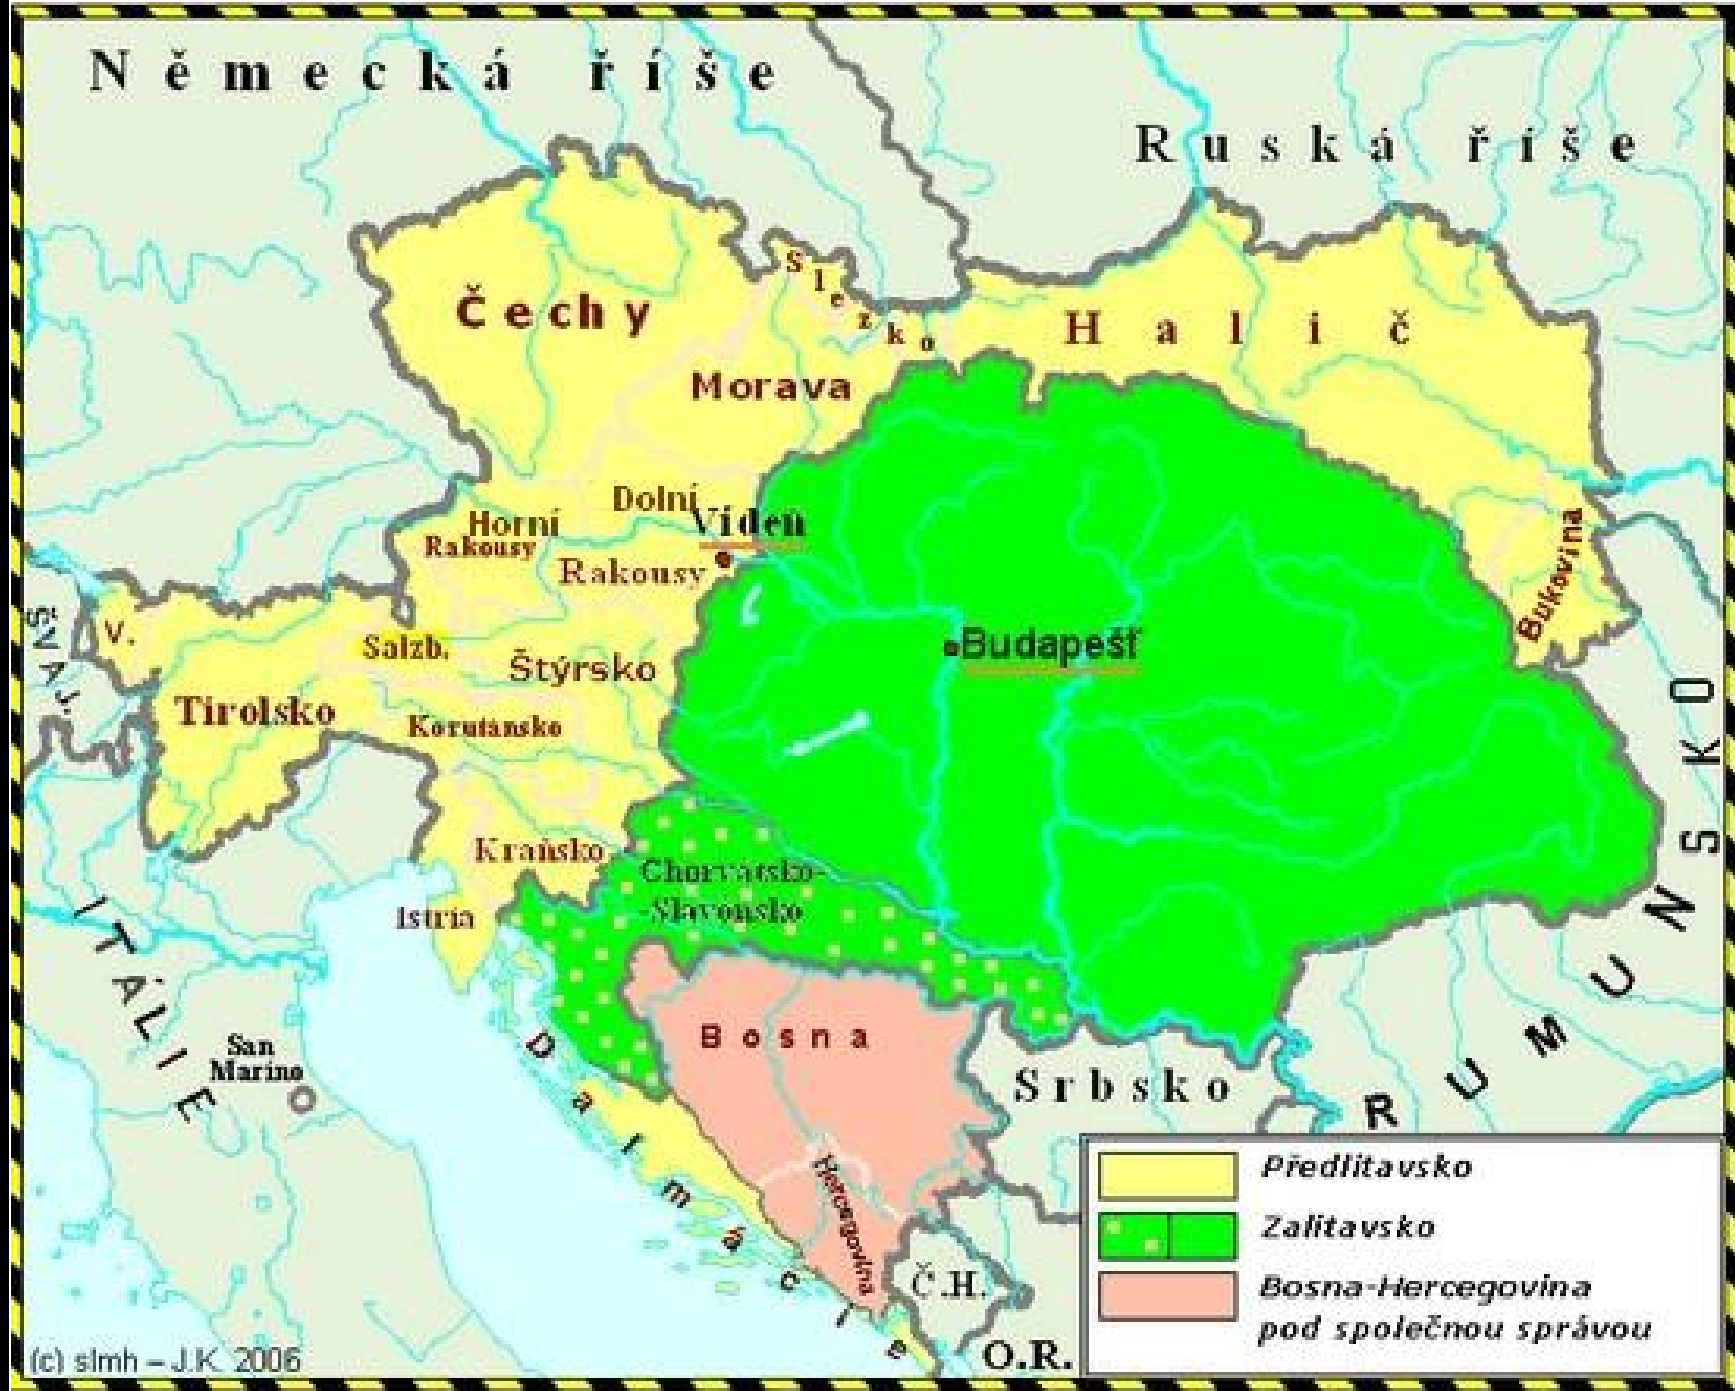 Německá říše
Ruská říše
Slezko
Čechy
Halič
Morava
Dolní
Vídeň
Horní
Rakousy
Rakousy
Bukovina
ŠVAJ.
V.
Salzb.
Štýrsko
Budapešť
Tirolsko
Korutansko
RUMUNSKO
Kraňsko
Chorvatsko-
-Slavonsko
Istria
ITÁLIE
San
Marino
Dalmacie
Bosna
Srbsko
Hercegovina
Č.H.
O.R.
Předlitavsko
Zalitavsko
Bosna-Hercegovina
pod společnou správou
(c) slmh – J.K. 2006